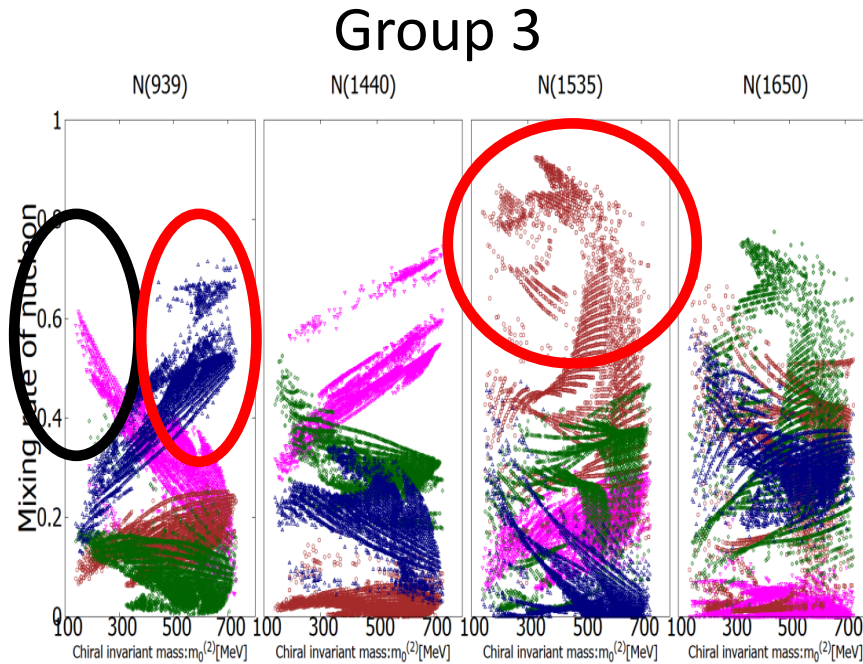 Group 3
N(939) N(1440) N(1535) N(1650)
Mixing rate of nucleon
1
0.8
0.6
0.4
0.2
0
100 300 500 700 100 300 500 700 100 300 500 700 100 300 500 700
Chiral invariant mass:m₀⁽²⁾[MeV] Chiral invariant mass:m₀⁽²⁾[MeV] Chiral invariant mass:m₀⁽²⁾[MeV] Chiral invariant mass:m₀⁽²⁾[MeV]